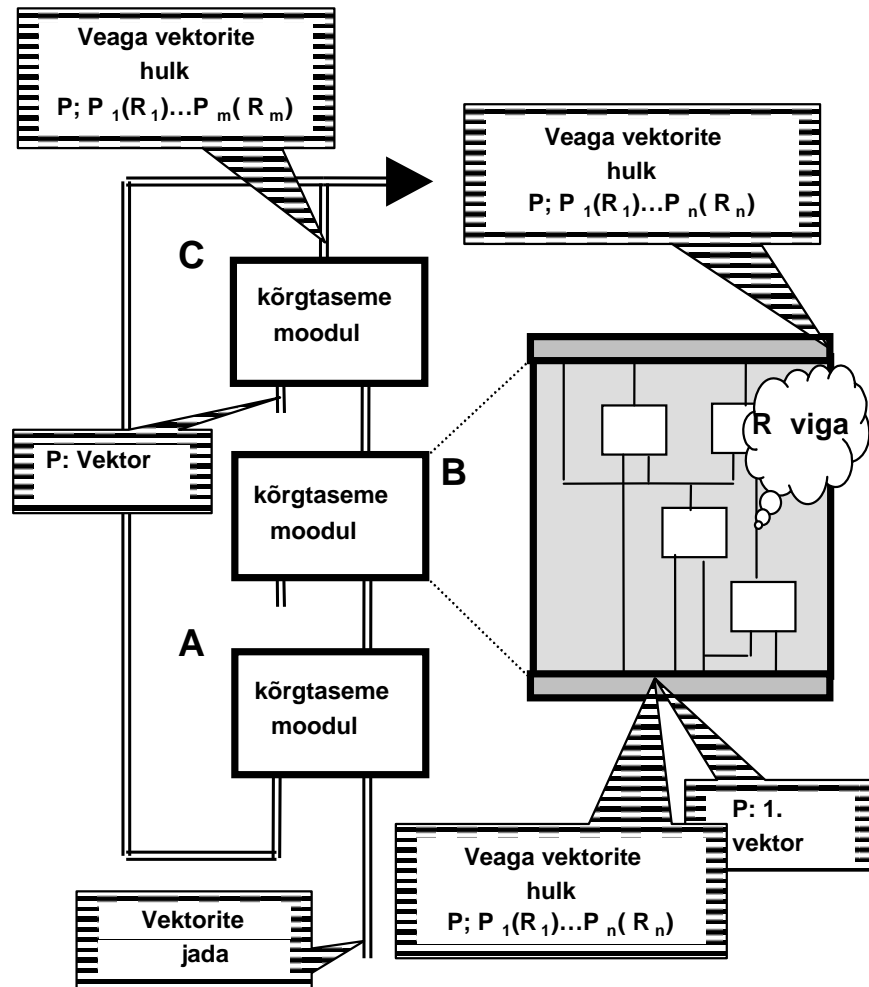 Veaga vektorite
hulk
P; P 1(R 1)…P m( R m)
Veaga vektorite
hulk
P; P 1(R 1)…P n( R n)
C
kõrgtaseme
moodul
R viga
P: Vektor
B
kõrgtaseme
moodul
A
kõrgtaseme
moodul
P: 1.
vektor
Veaga vektorite
hulk
P; P 1(R 1)…P n( R n)
Vektorite
jada